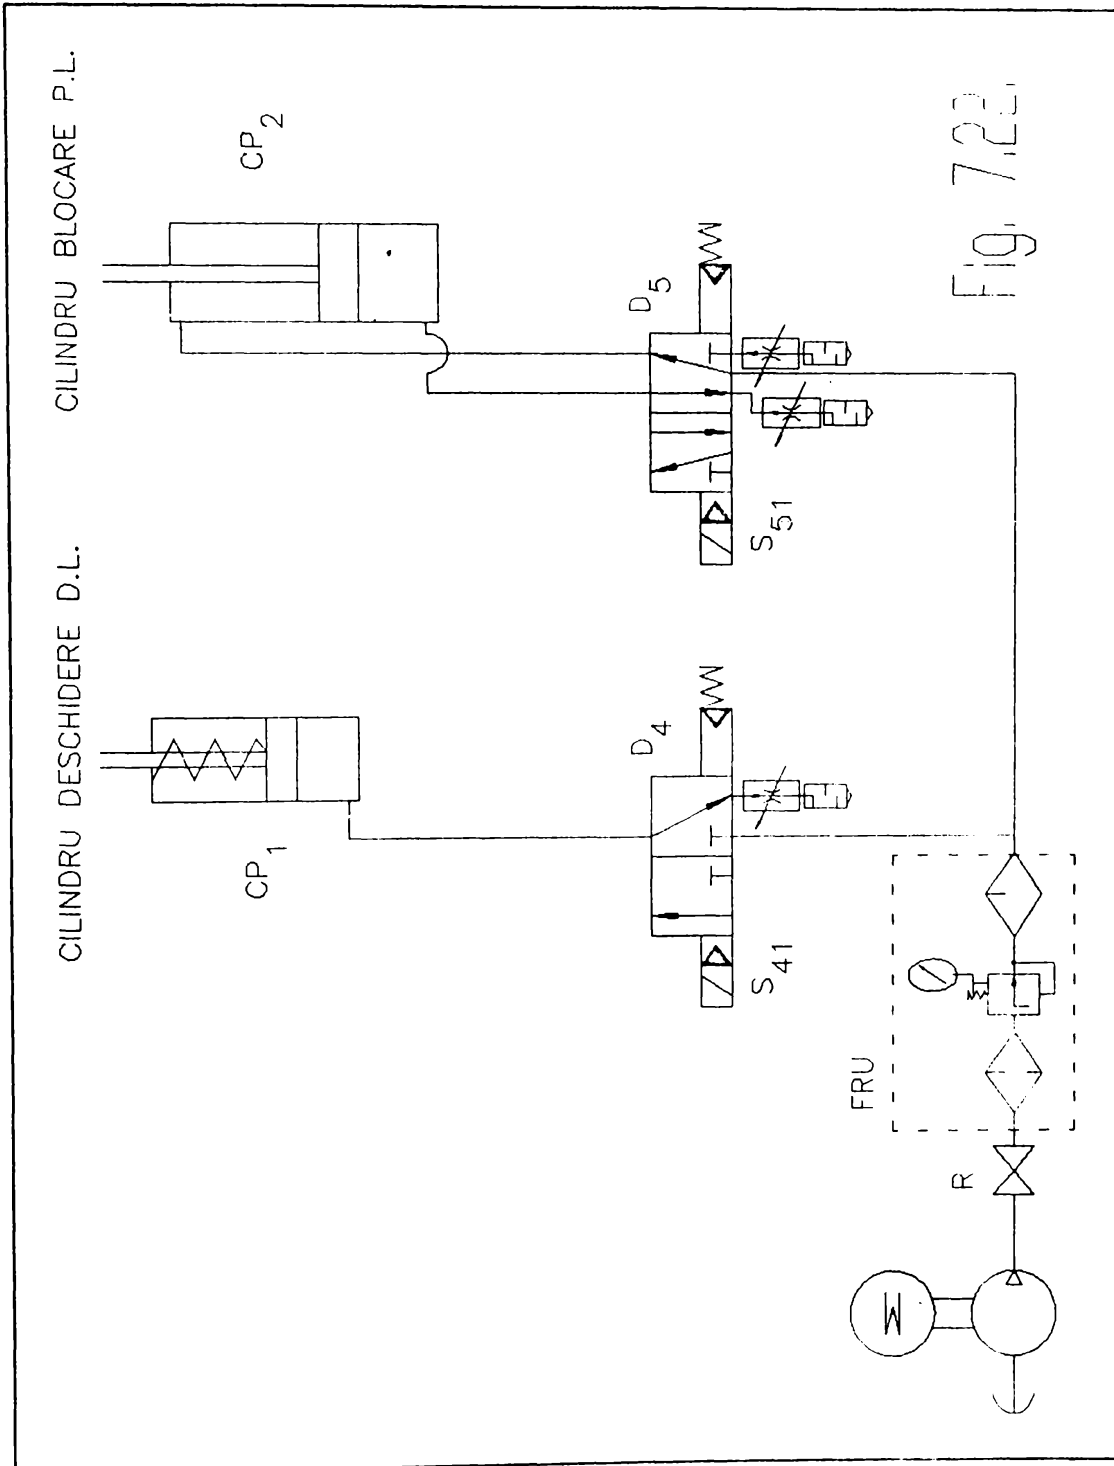 CILINDRU DESCHIDERE D.L.
CILINDRU BLOCARE P.L.
CP1
CP2
D4
D5
S41
S51
FRU
R
M
Fig. 7.22.